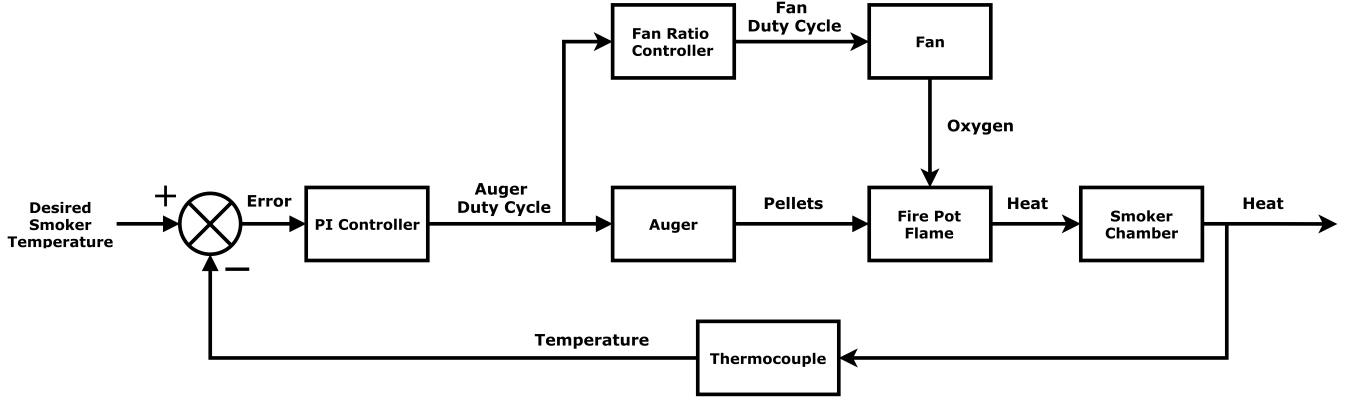 Fan
Duty Cycle
Fan Ratio
Controller
Fan
Oxygen
+
Desired
Smoker
Temperature
Error
PI Controller
Auger
Duty Cycle
Auger
Pellets
Fire Pot
Flame
Heat
Smoker
Chamber
Heat
−
Temperature
Thermocouple